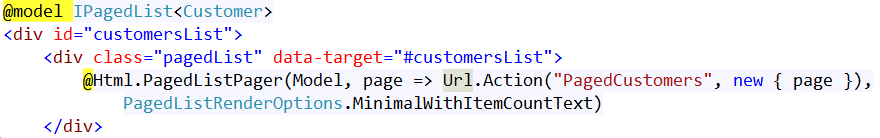 @model IPagedList<Customer>
<div id="customersList">
<div class="pagedList" data-target="#customersList">
@Html.PagedListPager(Model, page => Url.Action("PagedCustomers", new { page }),
PagedListRenderOptions.MinimalWithItemCountText)
</div>